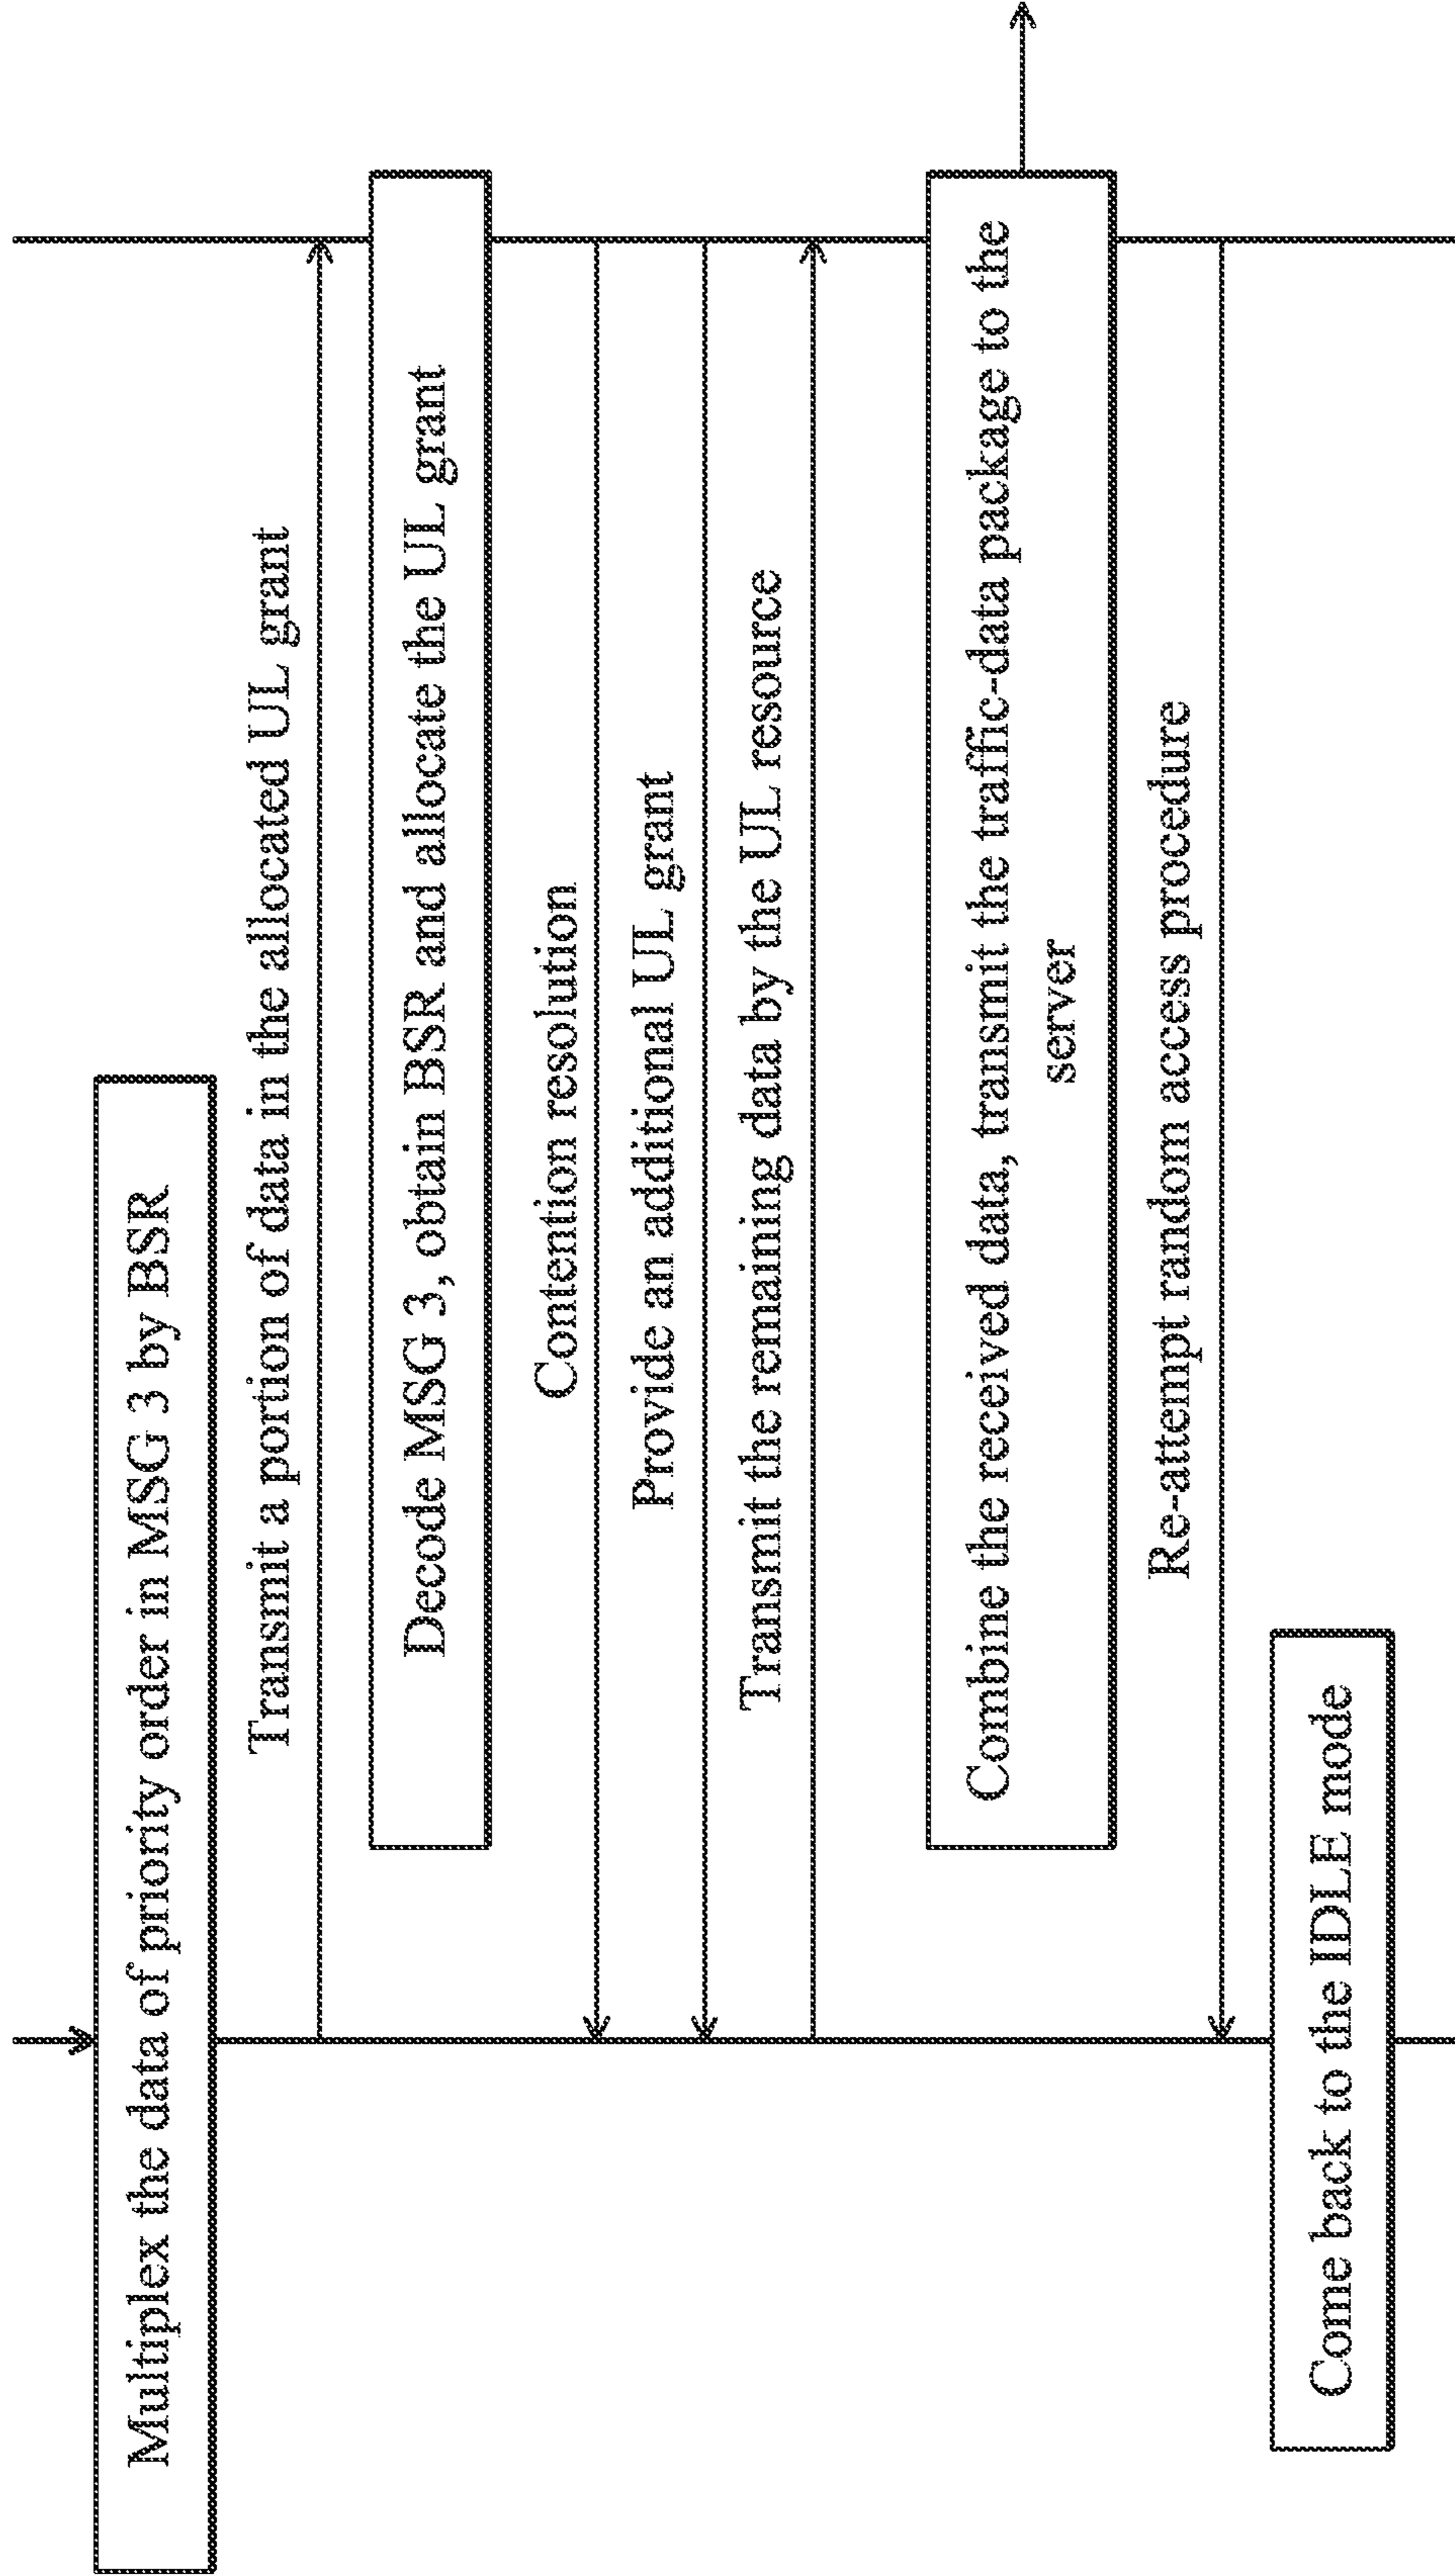 Multiplex the data of priority order in MSG 3 by BSR
Transmit a portion of data in the allocated UL grant
Decode MSG 3, obtain BSR and allocate the UL grant
Contention resolution
Provide an additional UL grant
Transmit the remaining data by the UL resource
Combine the received data, transmit the traffic-data package to the
server
Re-attempt random access procedure
Come back to the IDLE mode